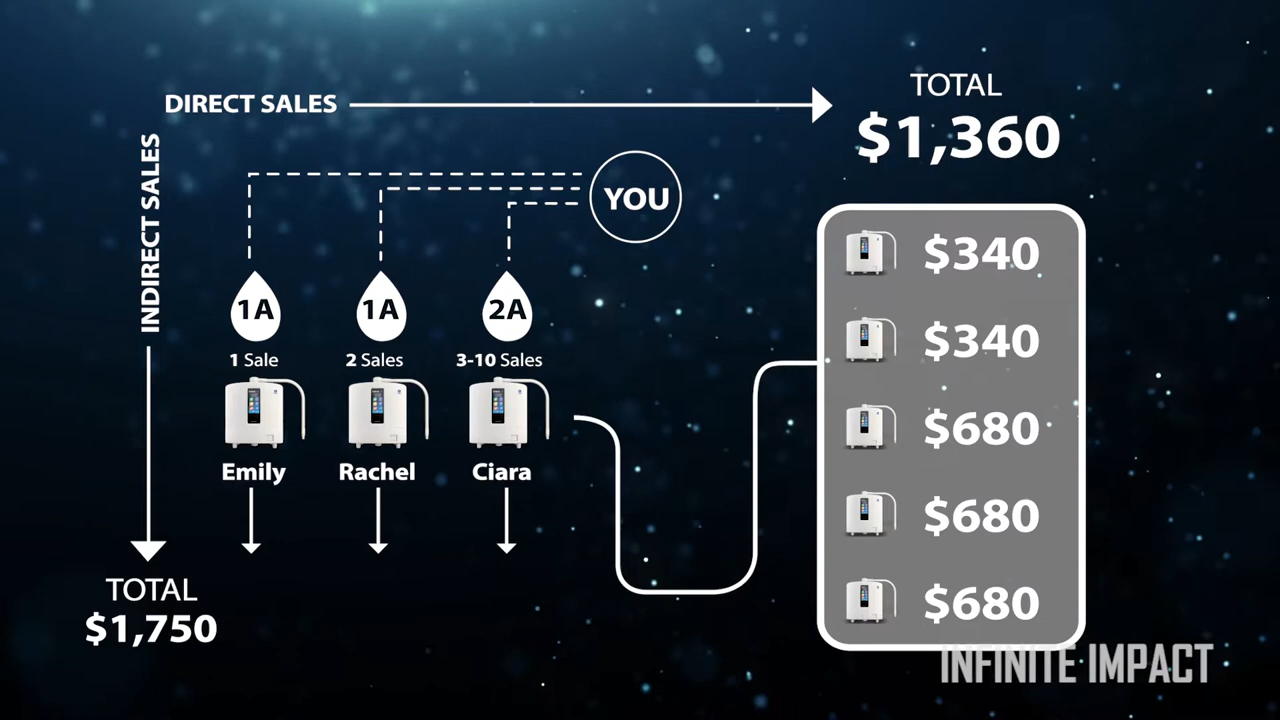 DIRECT SALES
TOTAL
$1,360
INDIRECT SALES
YOU
1A
1A
2A
1 Sale
2 Sales
3-10 Sales
Emily
Rachel
Ciara
TOTAL
$1,750
$340
$340
$680
$680
$680
INFINITE IMPACT